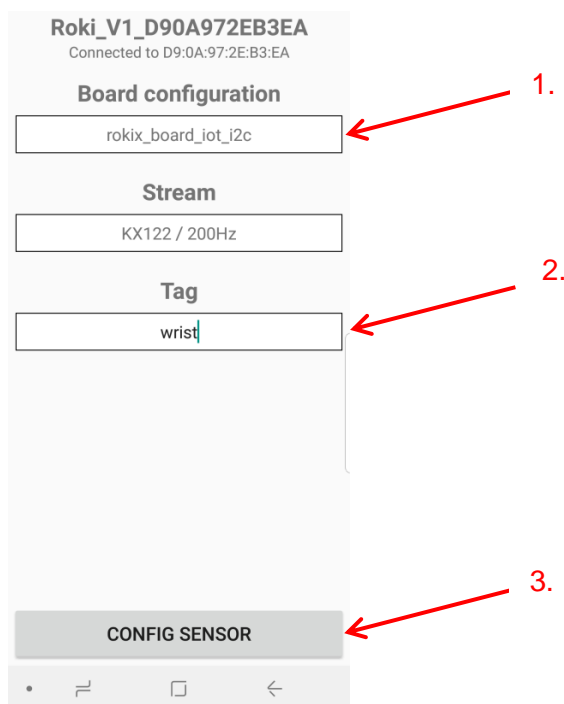 Roki_V1_D90A972EB3EA
Connected to D9:0A:97:2E:B3:EA
Board configuration
1.
rokix_board_iot_i2c
Stream
KX122 / 200Hz
Tag
2.
wrist
3.
CONFIG SENSOR